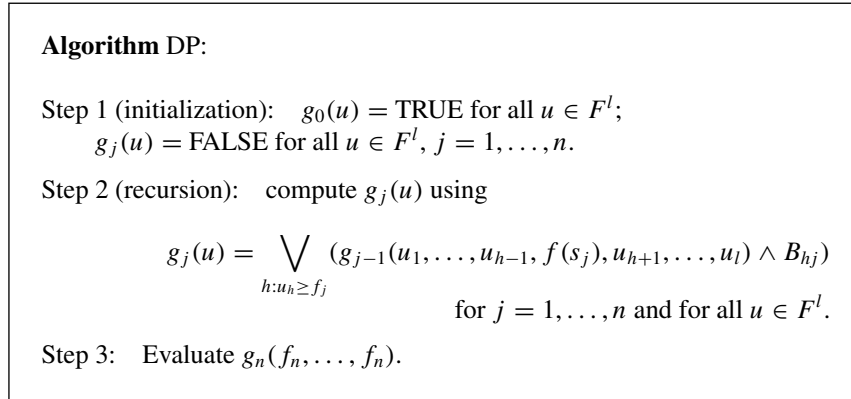 Algorithm DP:
Step 1 (initialization): g_0(u) = TRUE for all u ∈ F^l;
g_j(u) = FALSE for all u ∈ F^l, j = 1,...,n.
Step 2 (recursion): compute g_j(u) using
g_j(u) = ⋁_{h:u_h≥f_j} (g_{j−1}(u_1,...,u_{h−1}, f(s_j), u_{h+1},...,u_l) ∧ B_{hj})
for j = 1,...,n and for all u ∈ F^l.
Step 3: Evaluate g_n(f_n,..., f_n).